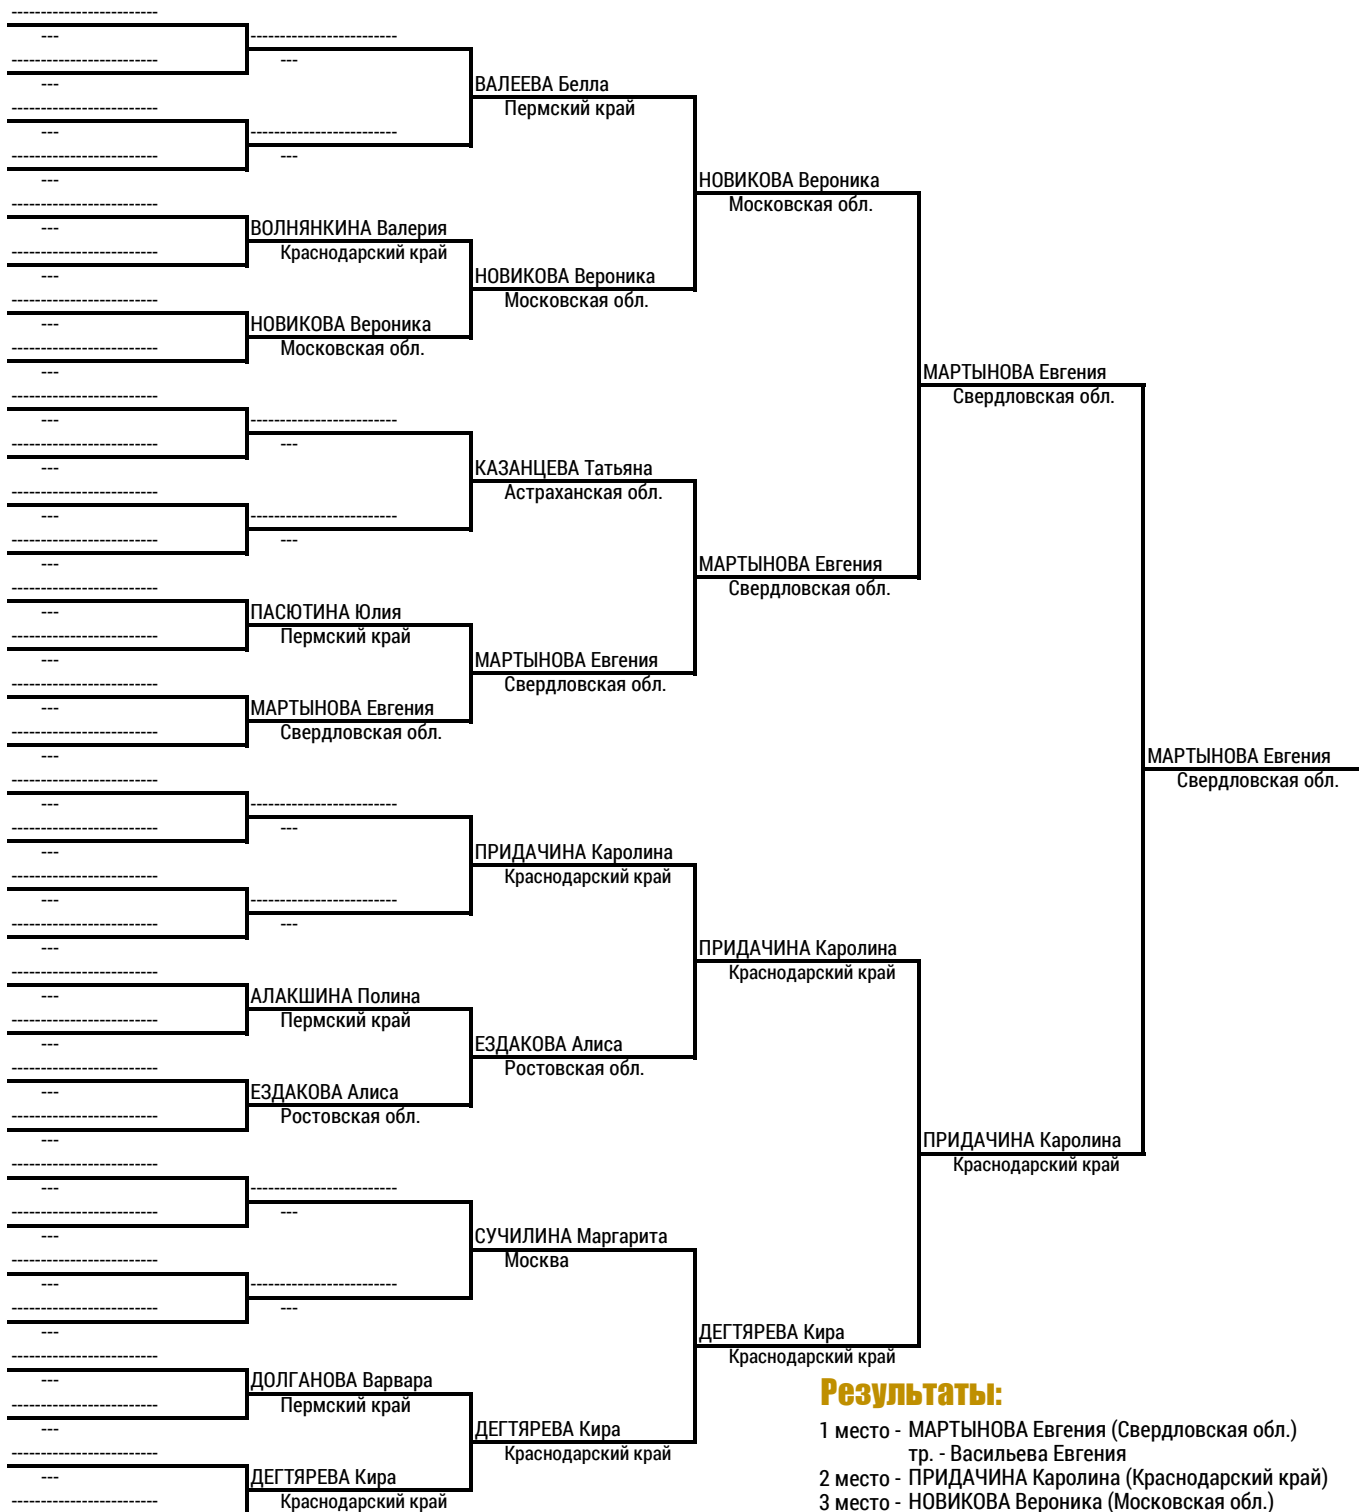 ВОЛНЯНКИНА Валерия
Краснодарский край
НОВИКОВА Вероника
Московская обл.
ПАСЮТИНА Юлия
Пермский край
МАРТЫНОВА Евгения
Свердловская обл.
АЛАКШИНА Полина
Пермский край
ЕЗДАКОВА Алиса
Ростовская обл.
ДОЛГАНОВА Варвара
Пермский край
ДЕГТЯРЕВА Кира
Краснодарский край
ВАЛЕЕВА Белла
Пермский край
НОВИКОВА Вероника
Московская обл.
КАЗАНЦЕВА Татьяна
Астраханская обл.
МАРТЫНОВА Евгения
Свердловская обл.
ПРИДАЧИНА Каролина
Краснодарский край
ЕЗДАКОВА Алиса
Ростовская обл.
СУЧИЛИНА Маргарита
Москва
ДЕГТЯРЕВА Кира
Краснодарский край
НОВИКОВА Вероника
Московская обл.
МАРТЫНОВА Евгения
Свердловская обл.
ПРИДАЧИНА Каролина
Краснодарский край
ДЕГТЯРЕВА Кира
Краснодарский край
МАРТЫНОВА Евгения
Свердловская обл.
ПРИДАЧИНА Каролина
Краснодарский край
МАРТЫНОВА Евгения
Свердловская обл.
Результаты:
1 место - МАРТЫНОВА Евгения (Свердловская обл.)
тр. - Васильева Евгения
2 место - ПРИДАЧИНА Каролина (Краснодарский край)
3 место - НОВИКОВА Вероника (Московская обл.)